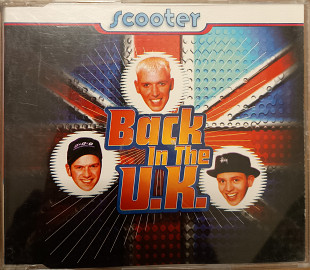 scooter
Back
In The
U.K.